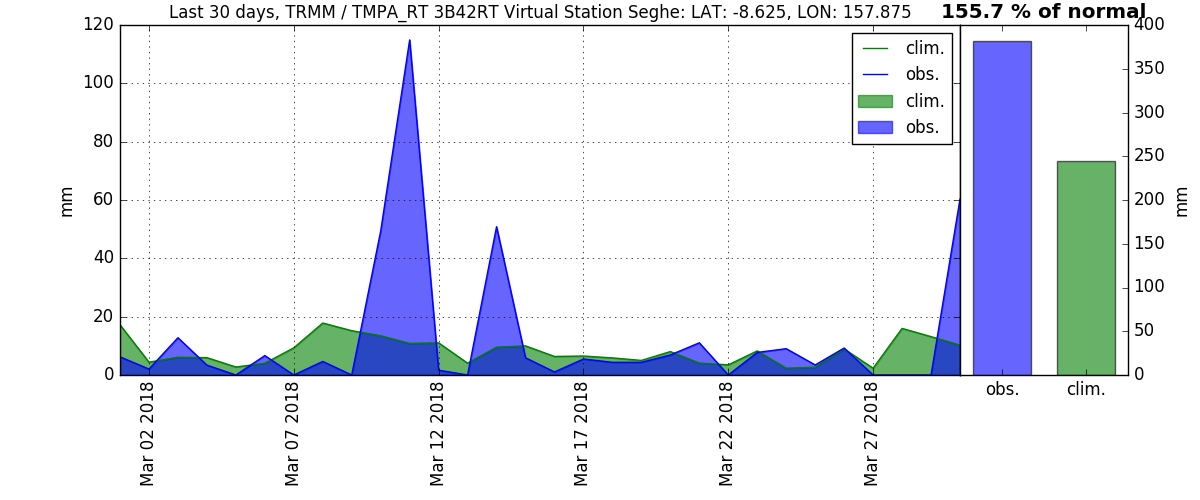 Last 30 days, TRMM / TMPA_RT 3B42RT Virtual Station Seghe: LAT: -8.625, LON: 157.875
155.7 % of normal
120
100
80
60
40
20
0
mm
clim.
obs.
clim.
obs.
400
350
300
250
200
150
100
50
0
mm
obs.
clim.
Mar 02 2018
Mar 07 2018
Mar 12 2018
Mar 17 2018
Mar 22 2018
Mar 27 2018